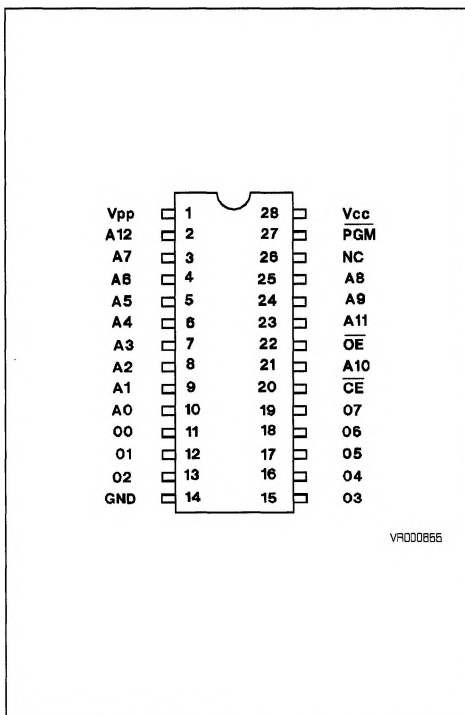 Vpp 1 28 Vcc
A12 2 27 PGM
A7 3 26 NC
A6 4 25 A8
A5 5 24 A9
A4 6 23 A11
A3 7 22 OE
A2 8 21 A10
A1 9 20 CE
A0 10 19 O7
O0 11 18 O6
O1 12 17 O5
O2 13 16 O4
GND 14 15 O3
VR000655